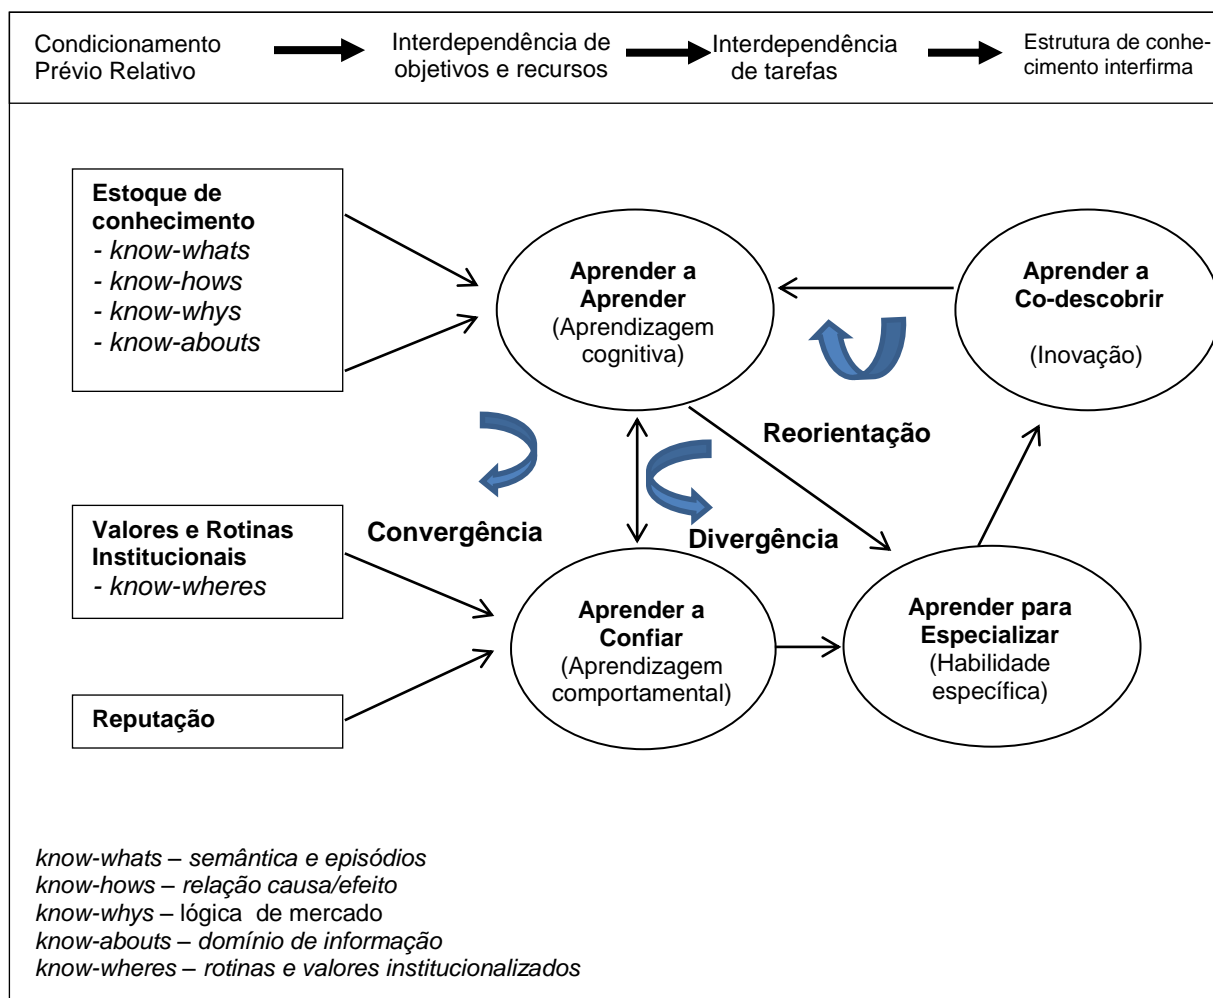 Condicionamento
Prévio Relativo
Interdependência de
objetivos e recursos
Interdependência
de tarefas
Estrutura de conhe-
cimento interfirma
Estoque de
conhecimento
- know-whats
- know-hows
- know-whys
- know-abouts
Aprender a
Aprender
(Aprendizagem
cognitiva)
Aprender a
Co-descobrir
(Inovação)
Reorientação
Convergência
Divergência
Valores e Rotinas
Institucionais
- know-wheres
Reputação
Aprender a
Confiar
(Aprendizagem
comportamental)
Aprender para
Especializar
(Habilidade
específica)
know-whats – semântica e episódios
know-hows – relação causa/efeito
know-whys – lógica de mercado
know-abouts – domínio de informação
know-wheres – rotinas e valores institucionalizados